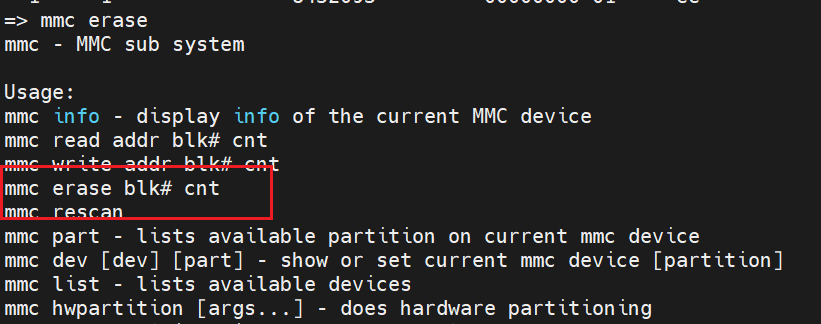 => mmc erase
mmc - MMC sub system
Usage:
mmc info - display info of the current MMC device
mmc read addr blk# cnt
mmc write addr blk# cnt
mmc erase blk# cnt
mmc rescan
mmc part - lists available partition on current mmc device
mmc dev [dev] [part] - show or set current mmc device [partition]
mmc list - lists available devices
mmc hwpartition [args...] - does hardware partitioning